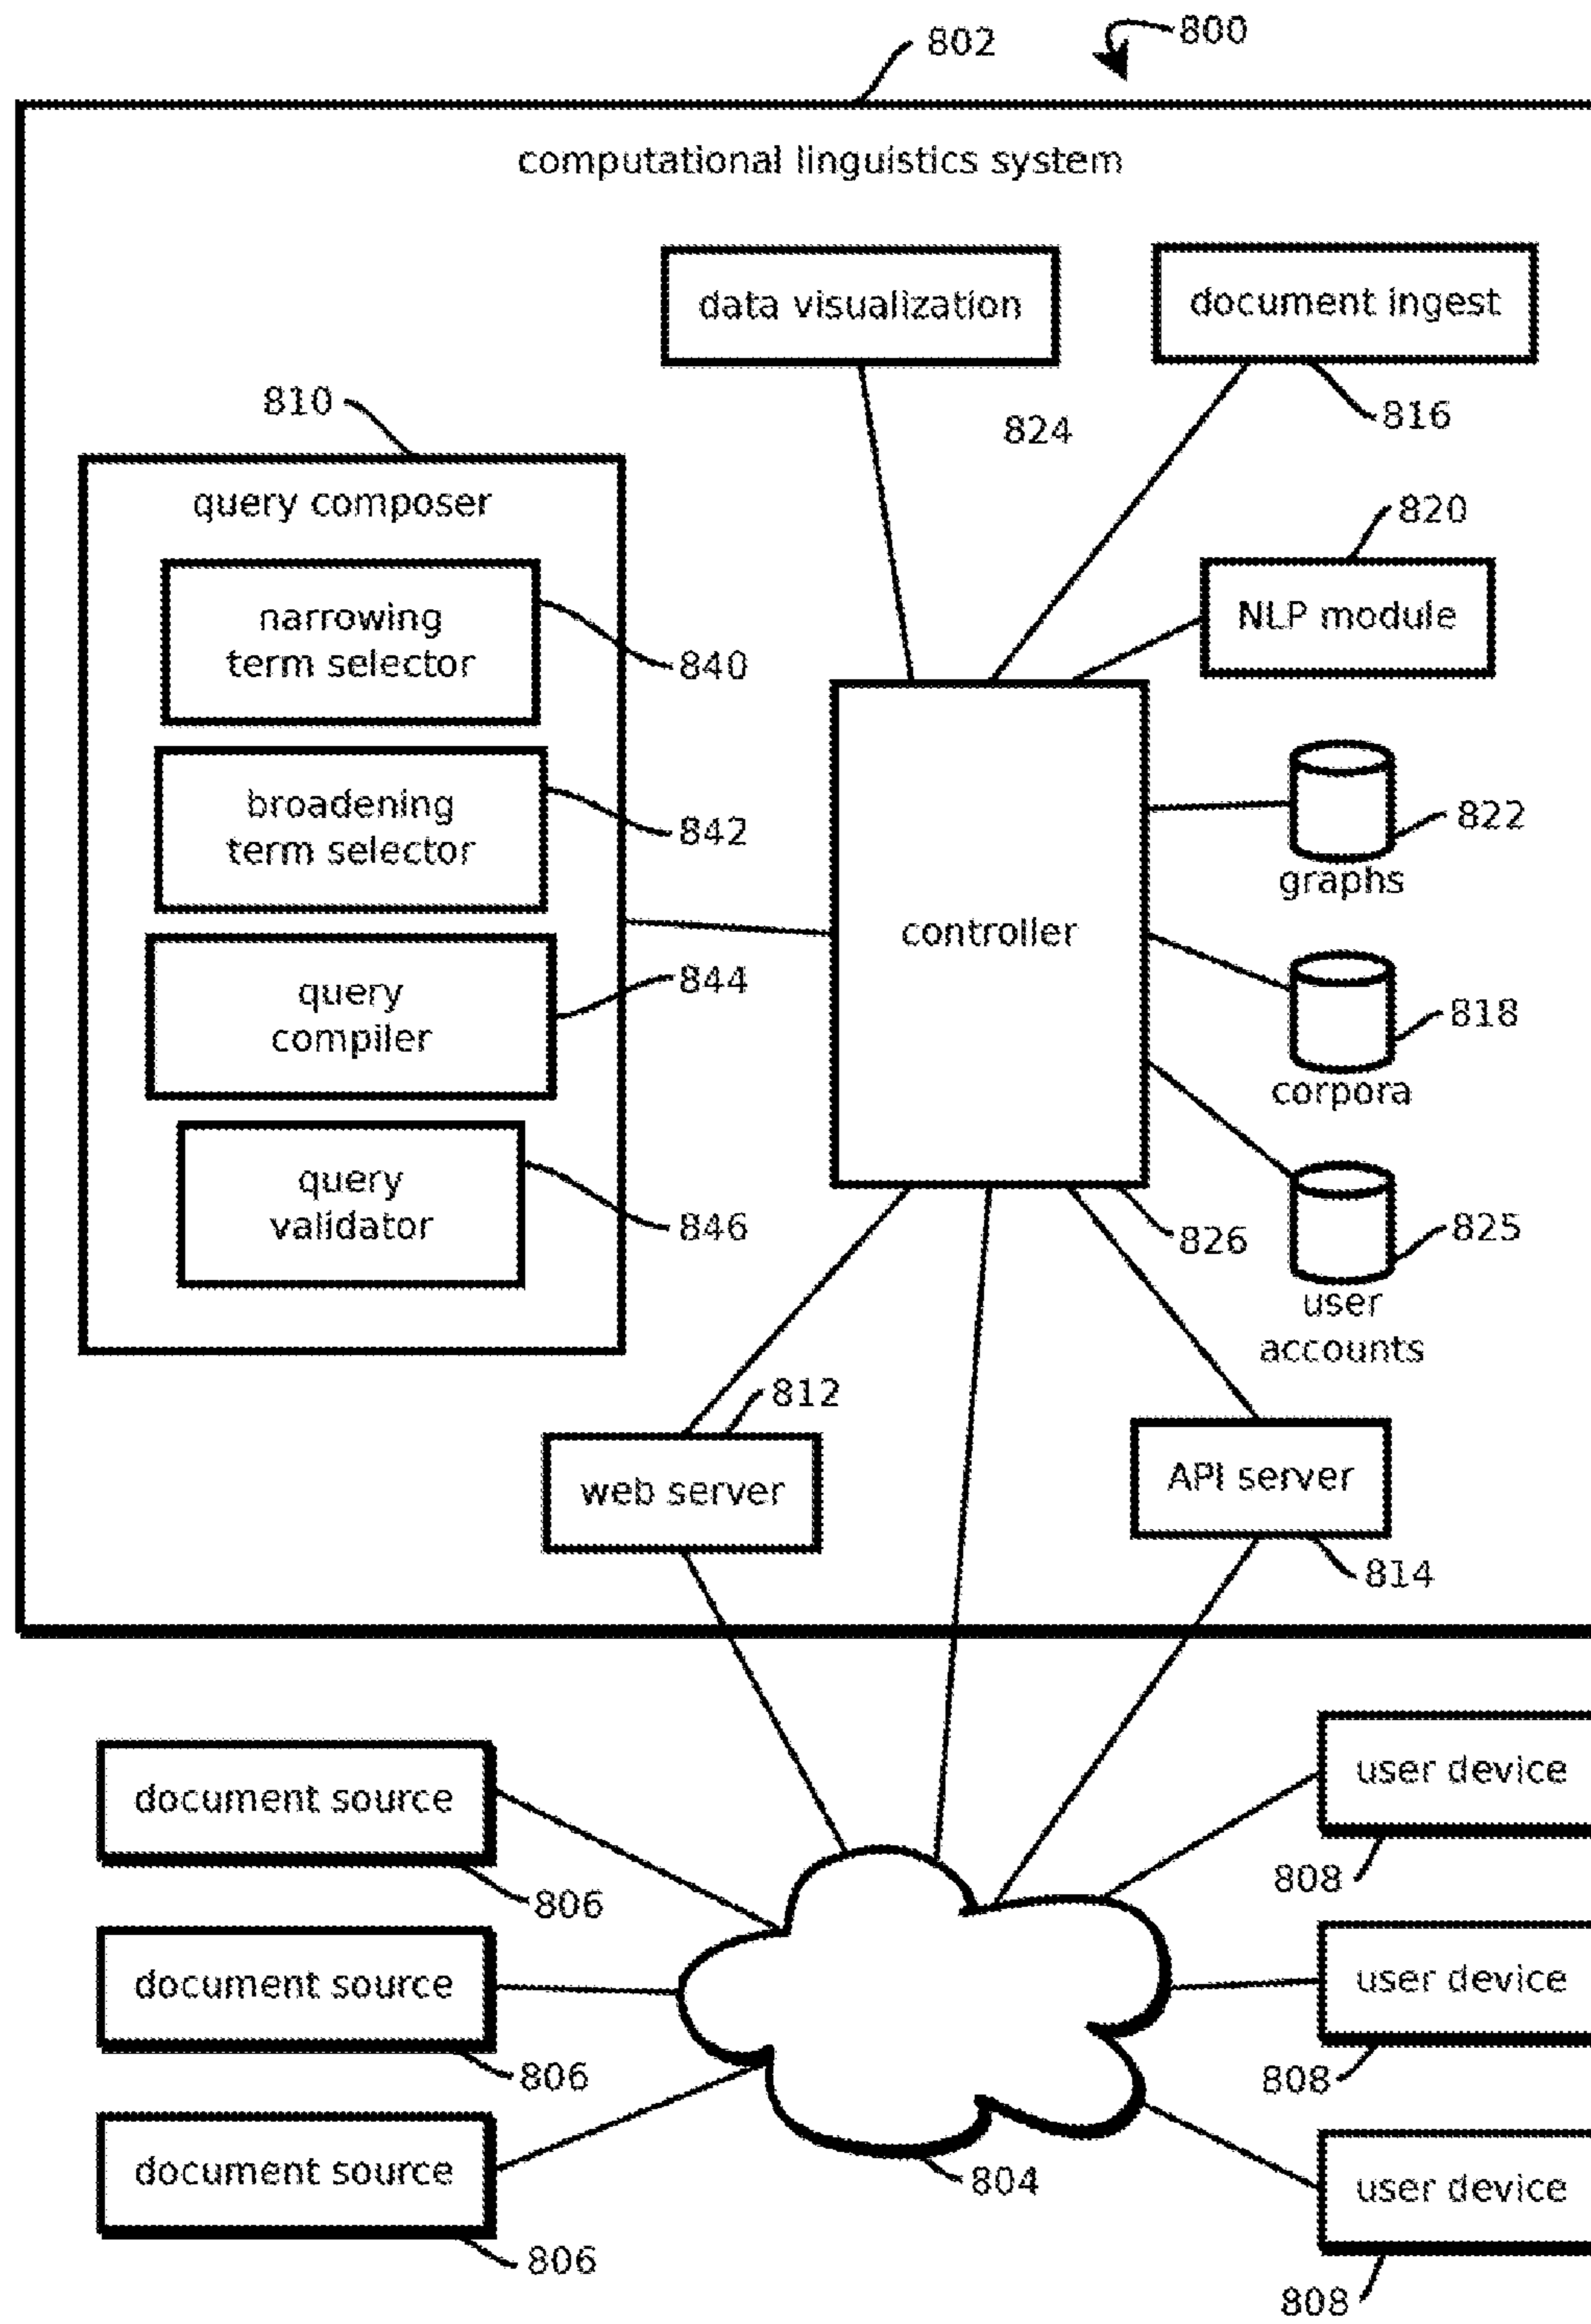 800
802
computational linguistics system
data visualization
document ingest
810
824
816
query composer
820
narrowing
term selector
NLP module
840
broadening
term selector
842
822
graphs
controller
query
compiler
844
818
corpora
query
validator
846
826
825
user
accounts
812
web server
API server
814
document source
user device
806
808
document source
user device
806
808
document source
804
user device
806
808